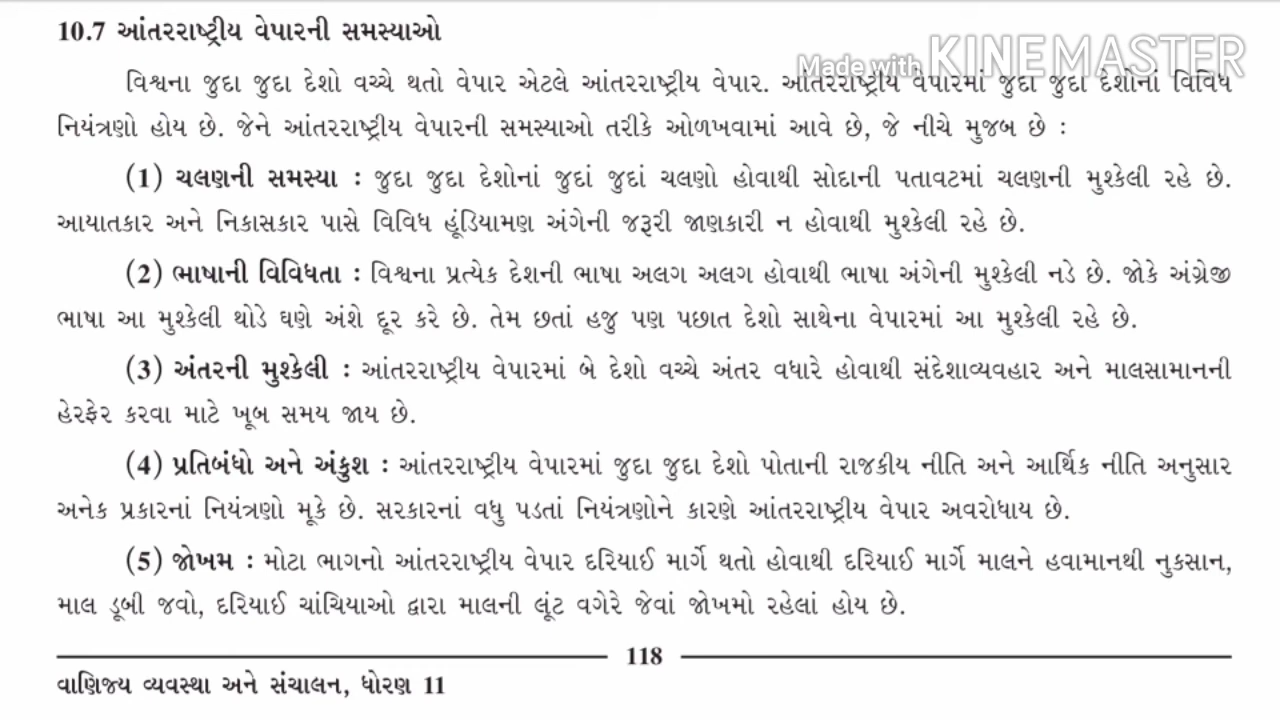 10.7 આંતરરાષ્ટ્રીય વેપારની સમસ્યાઓ
Made with KINEMASTER
વિશ્વના જુદા જુદા દેશો વચ્ચે થતો વેપાર એટલે આંતરરાષ્ટ્રીય વેપાર. આંતરરાષ્ટ્રીય વેપારમાં જુદા જુદા દેશોનાં વિવિધ
નિયંત્રણો હોય છે. જેને આંતરરાષ્ટ્રીય વેપારની સમસ્યાઓ તરીકે ઓળખવામાં આવે છે, જે નીચે મુજબ છે :
(1) ચલણની સમસ્યા : જુદા જુદા દેશોનાં જુદાં જુદાં ચલણો હોવાથી સોદાની પતાવટમાં ચલણની મુશ્કેલી રહે છે.
આયાતકાર અને નિકાસકાર પાસે વિવિધ હૂંડિયામણ અંગેની જરૂરી જાણકારી ન હોવાથી મુશ્કેલી રહે છે.
(2) ભાષાની વિવિધતા : વિશ્વના પ્રત્યેક દેશની ભાષા અલગ અલગ હોવાથી ભાષા અંગેની મુશ્કેલી નડે છે. જોકે અંગ્રેજી
ભાષા આ મુશ્કેલી થોડે ઘણે અંશે દૂર કરે છે. તેમ છતાં હજુ પણ પછાત દેશો સાથેના વેપારમાં આ મુશ્કેલી રહે છે.
(3) અંતરની મુશ્કેલી : આંતરરાષ્ટ્રીય વેપારમાં બે દેશો વચ્ચે અંતર વધારે હોવાથી સંદેશાવ્યવહાર અને માલસામાનની
હેરફેર કરવા માટે ખૂબ સમય જાય છે.
(4) પ્રતિબંધો અને અંકુશ : આંતરરાષ્ટ્રીય વેપારમાં જુદા જુદા દેશો પોતાની રાજકીય નીતિ અને આર્થિક નીતિ અનુસાર
અનેક પ્રકારનાં નિયંત્રણો મૂકે છે. સરકારનાં વધુ પડતાં નિયંત્રણોને કારણે આંતરરાષ્ટ્રીય વેપાર અવરોધાય છે.
(5) જોખમ : મોટા ભાગનો આંતરરાષ્ટ્રીય વેપાર દરિયાઈ માર્ગે થતો હોવાથી દરિયાઈ માર્ગે માલને હવામાનથી નુકસાન,
માલ ડૂબી જવો, દરિયાઈ ચાંચિયાઓ દ્વારા માલની લૂંટ વગેરે જેવાં જોખમો રહેલાં હોય છે.
118
વાણિજ્ય વ્યવસ્થા અને સંચાલન, ધોરણ 11